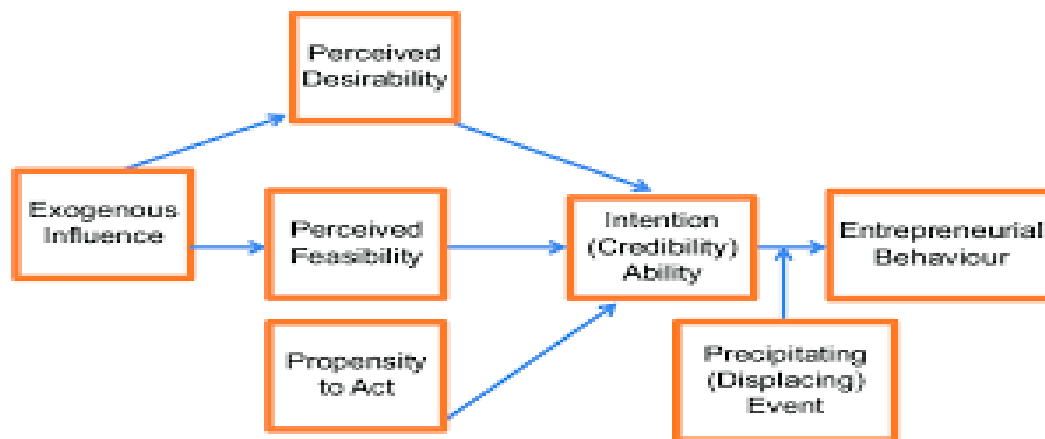 Perceived
Desirability
Exogenous
Influence
Perceived
Feasibility
Intention
(Credibility)
Ability
Entrepreneurial
Behaviour
Propensity
to Act
Precipitating
(Displacing)
Event